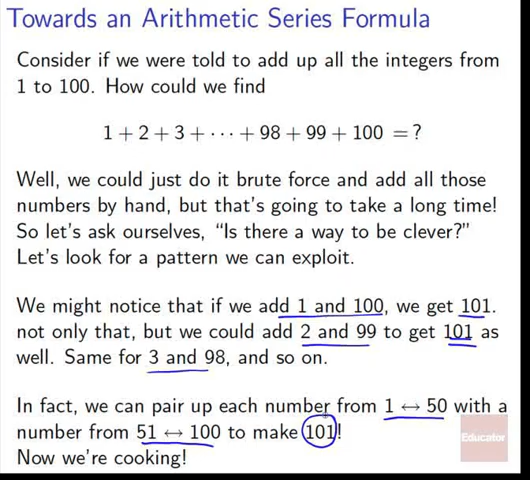 Towards an Arithmetic Series Formula
Consider if we were told to add up all the integers from
1 to 100. How could we find
1 + 2 + 3 + ··· + 98 + 99 + 100 = ?
Well, we could just do it brute force and add all those
numbers by hand, but that's going to take a long time!
So let's ask ourselves, “Is there a way to be clever?”
Let's look for a pattern we can exploit.
We might notice that if we add 1 and 100, we get 101.
not only that, but we could add 2 and 99 to get 101 as
well. Same for 3 and 98, and so on.
In fact, we can pair up each number from 1 ↔ 50 with a
number from 51 ↔ 100 to make 101!
Now we're cooking!
Educator